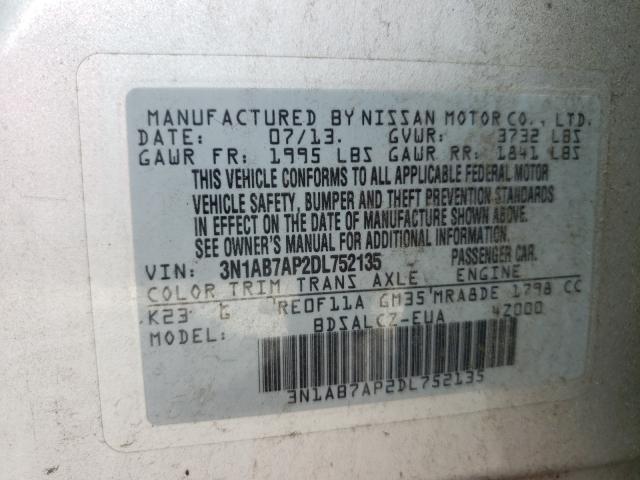 MANUFACTURED BY NISSAN MOTOR CO., LTD.
DATE: 07/13. GVWR: 3732 LBS
GAWR FR: 1995 LBS GAWR RR: 1841 LBS
THIS VEHICLE CONFORMS TO ALL APPLICABLE FEDERAL MOTOR
VEHICLE SAFETY, BUMPER AND THEFT PREVENTION STANDARDS
IN EFFECT ON THE DATE OF MANUFACTURE SHOWN ABOVE.
SEE OWNER'S MANUAL FOR ADDITIONAL INFORMATION.
VIN: 3N1AB7AP2DL752135 PASSENGER CAR.
COLOR TRIM TRANS AXLE ENGINE
K23 G RE0F11A GM35 MRA8DE 1798 CC
MODEL: BDSALCZ-EUA 4Z000
3N1AB7AP2DL752135